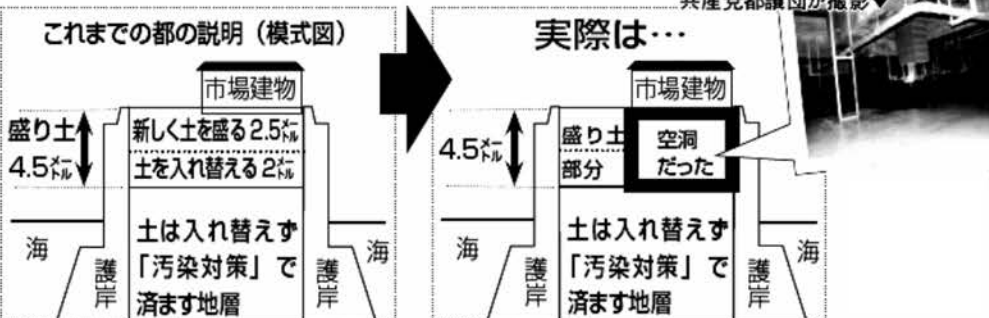 共産党都議団が撮影
これまでの都の説明（模式図）
市場建物
盛り土
4.5㍍
新しく土を盛る2.5㍍
土を入れ替える2㍍
土は入れ替えず
「汚染対策」で
済ます地層
海
護岸
護岸
海
実際は…
市場建物
4.5㍍
盛り土
部分
空洞
だった
土は入れ替えず
「汚染対策」で
済ます地層
海
護岸
護岸
海